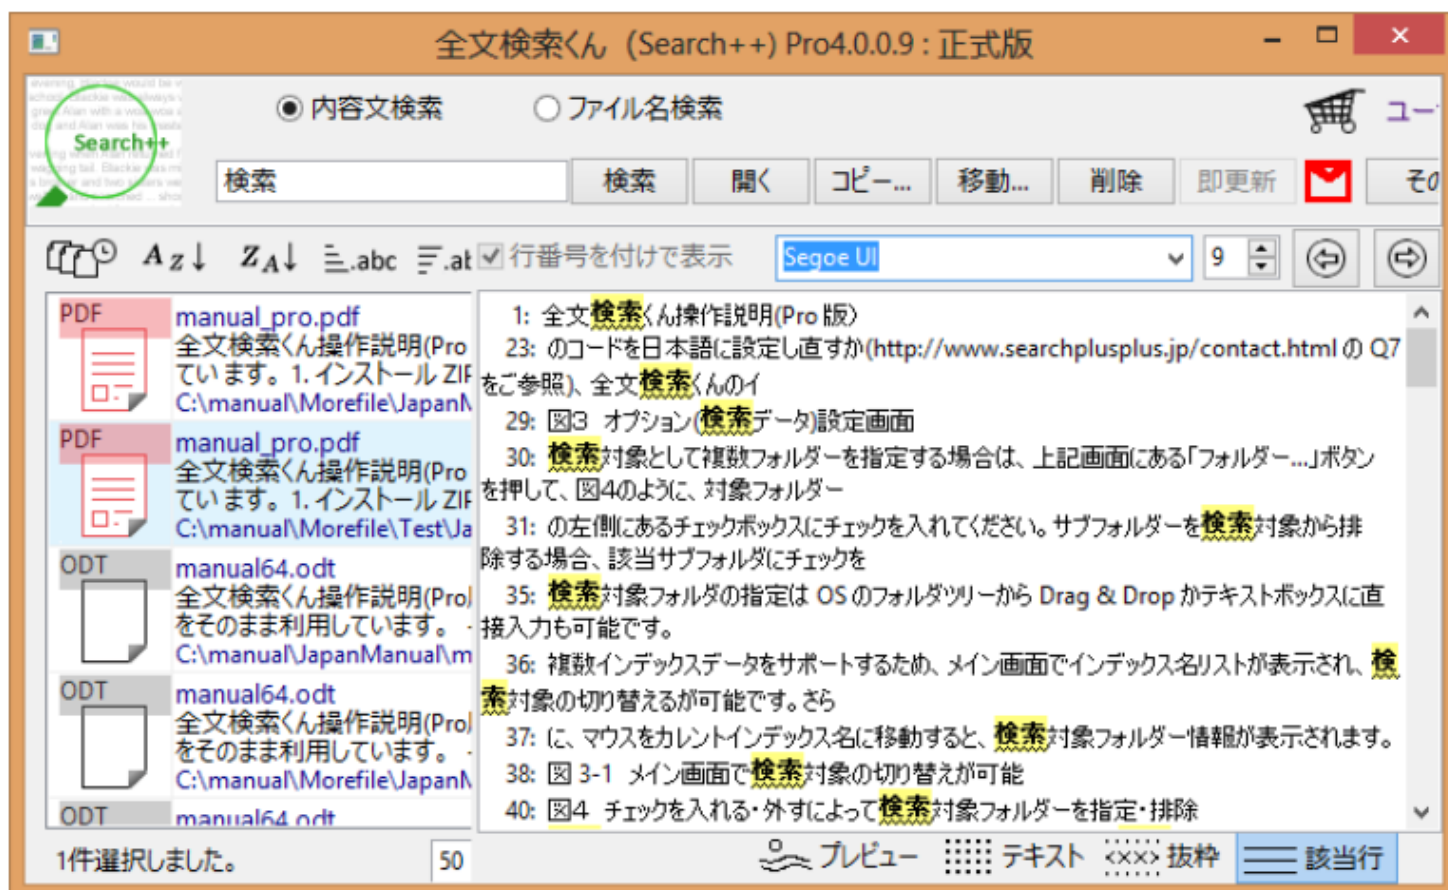 全文検索くん (Search++) Pro4.0.0.9 : 正式版
Search++
内容文検索 ファイル名検索
検索 検索 開く コピー... 移動... 削除 即更新
A Z↓ Z A↓ .abc 行番号を付けで表示 Segoe UI 9
PDF
manual_pro.pdf
全文検索くん操作説明(Pro
ています。1. インストール ZIF
C:\manual\Morefile\Japan
PDF
manual_pro.pdf
全文検索くん操作説明(Pro
ています。1. インストール ZIF
C:\manual\Morefile\Test\Ja
ODT
manual64.odt
全文検索くん操作説明(Pro
をそのまま利用しています。
C:\manual\JapanManual\m
ODT
manual64.odt
全文検索くん操作説明(Pro
をそのまま利用しています。
C:\manual\Morefile\Japan
ODT
manual64.odt
1: 全文検索くん操作説明(Pro 版)
23: のコードを日本語に設定し直すか(http://www.searchplusplus.jp/contact.html の Q7
をご参照)、全文検索くんのイ
29: 図3 オプション(検索データ)設定画面
30: 検索対象として複数フォルダーを指定する場合は、上記画面にある「フォルダー...」ボタン
を押して、図4のように、対象フォルダー
31: の左側にあるチェックボックスにチェックを入れてください。サブフォルダーを検索対象から排
除する場合、該当サブフォルダにチェックを
35: 検索対象フォルダの指定は OS のフォルダツリーから Drag & Drop かテキストボックスに直
接入力も可能です。
36: 複数インデックスデータをサポートするため、メイン画面でインデックス名リストが表示され、検
索対象の切り替えるが可能です。さら
37: に、マウスをカレントインデックス名に移動すると、検索対象フォルダー情報が表示されます。
38: 図 3-1 メイン画面で検索対象の切り替えが可能
40: 図4 チェックを入れる・外すによって検索対象フォルダーを指定・排除
1件選択しました。 50 プレビュー テキスト 抜粋 該当行